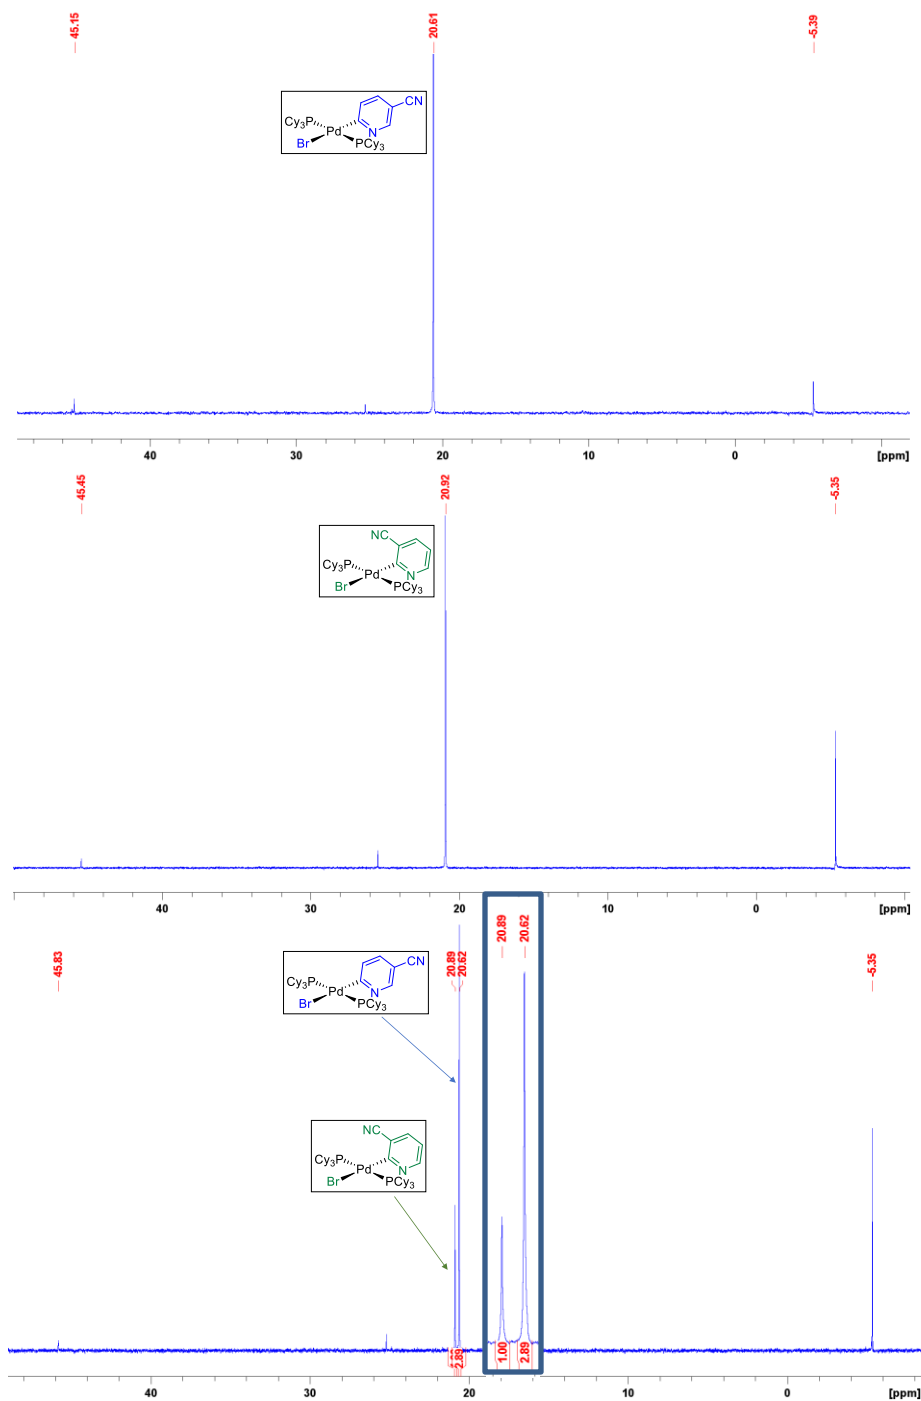 45.15
20.61
-5.39
CN
Cy3P
Pd
N
Br
PCy3
40
30
20
10
0
[ppm]
45.45
20.92
-5.35
NC
Cy3P
Pd
N
Br
PCy3
40
30
20
10
0
[ppm]
45.83
20.89
20.62
20.89
20.62
-5.35
CN
Cy3P
Pd
N
Br
PCy3
NC
Cy3P
Pd
N
Br
PCy3
2.89
1.00
2.89
40
30
20
10
0
[ppm]